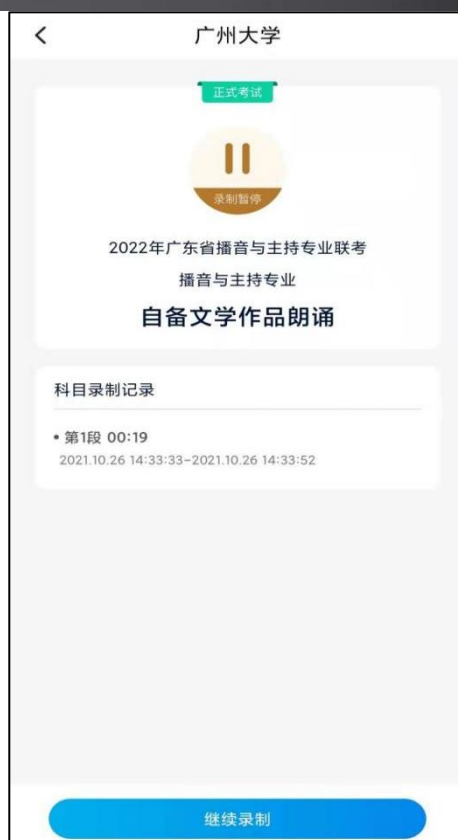 广州大学
正式考试
录制暂停
2022年广东省播音与主持专业联考
播音与主持专业
自备文学作品朗诵
科目录制记录
• 第1段 00:19
2021.10.26 14:33:33-2021.10.26 14:33:52
继续录制